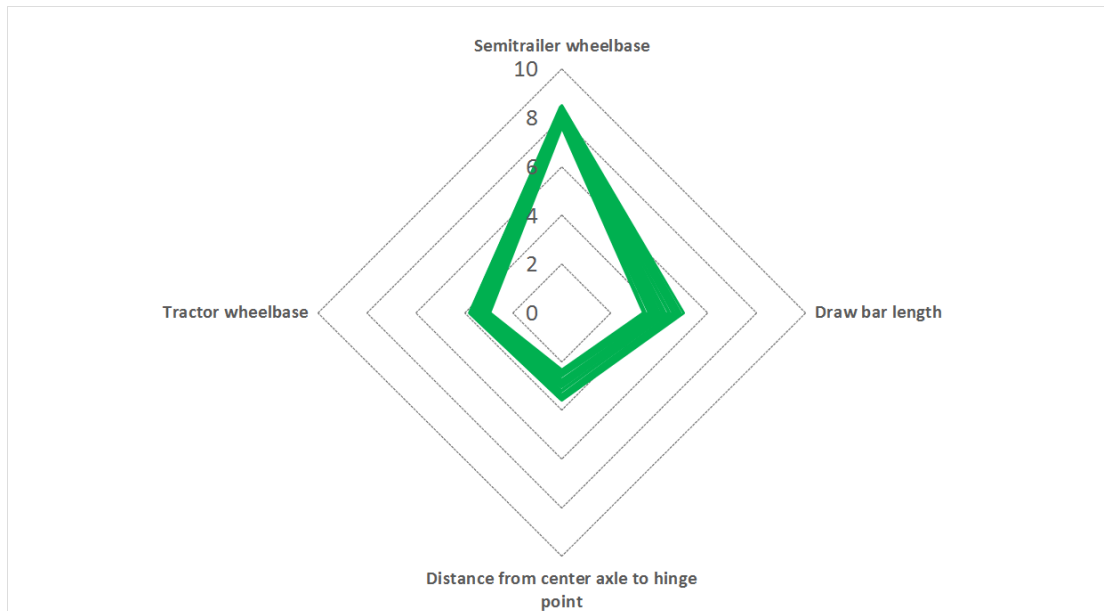 Semitrailer wheelbase
10
8
6
4
2
0
Tractor wheelbase
Draw bar length
Distance from center axle to hinge
point